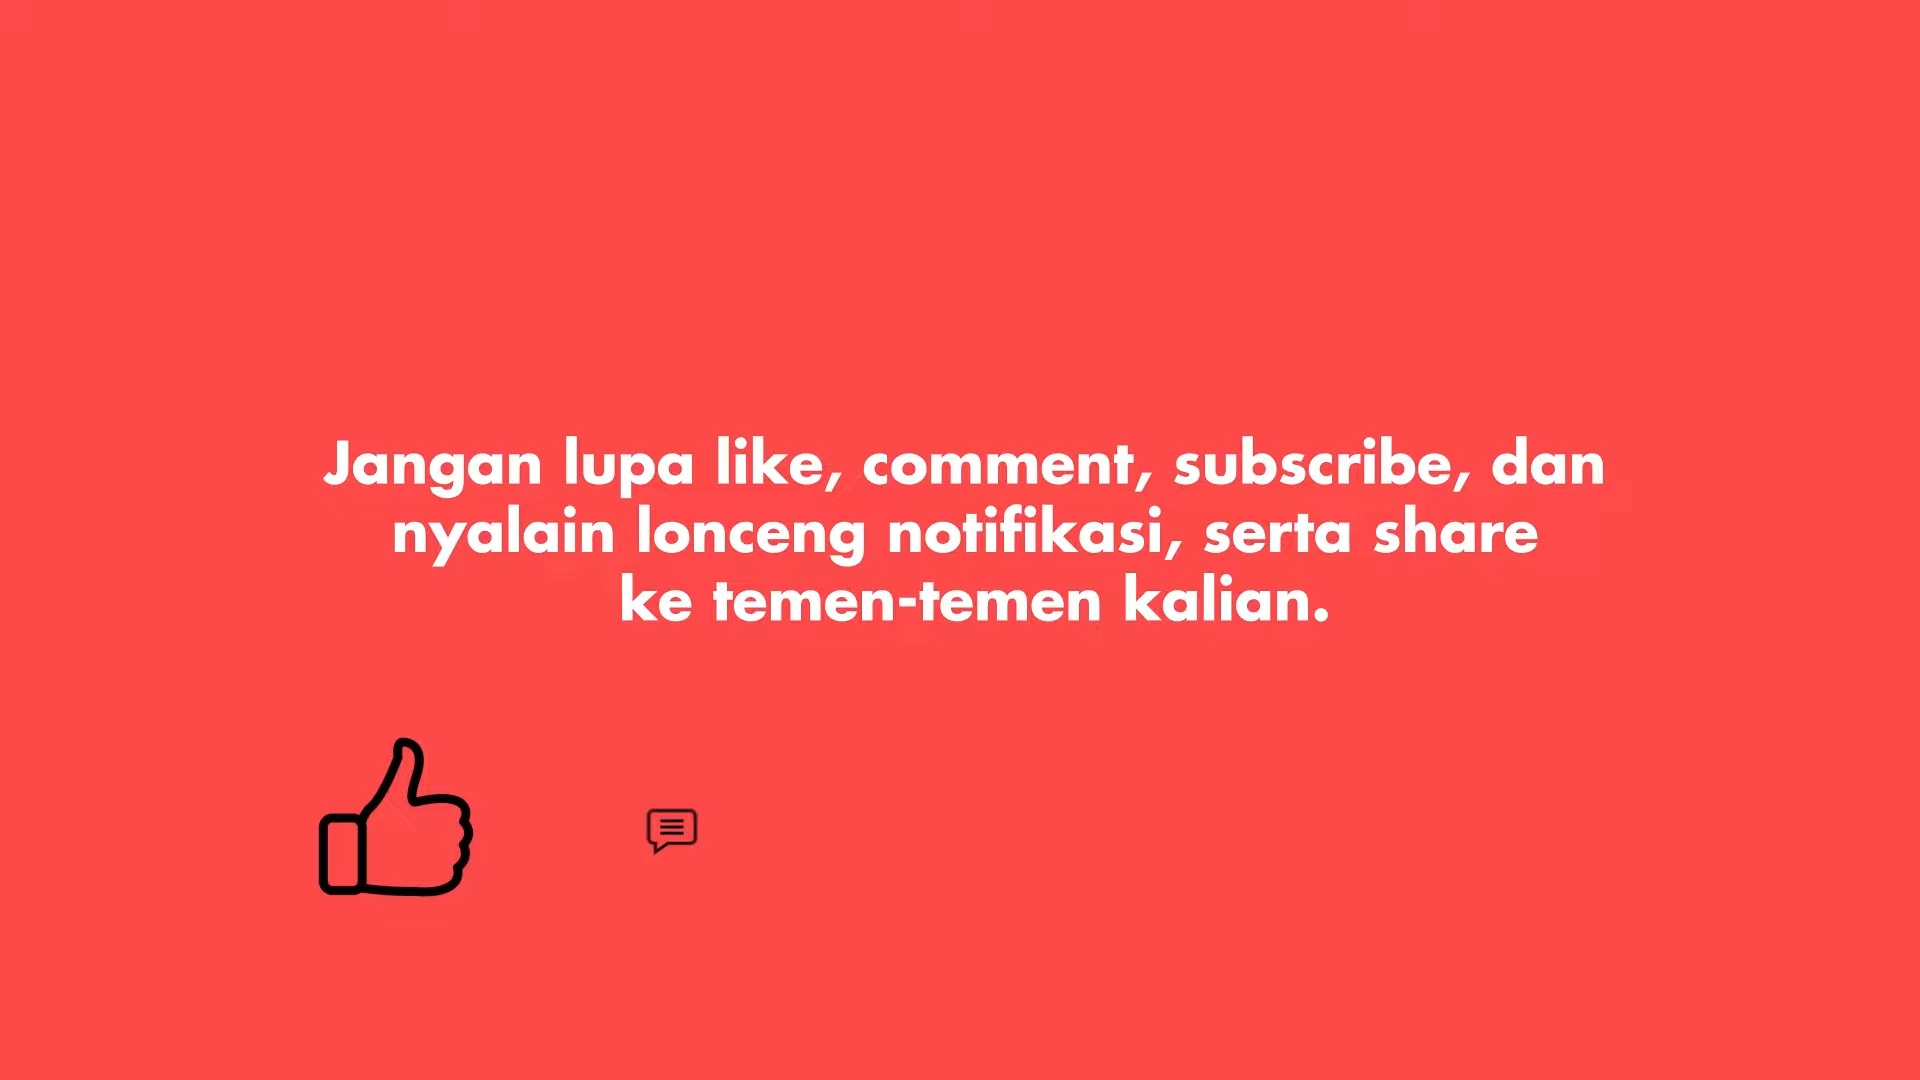 Jangan lupa like, comment, subscribe, dan
nyalain lonceng notifikasi, serta share
ke temen-temen kalian.